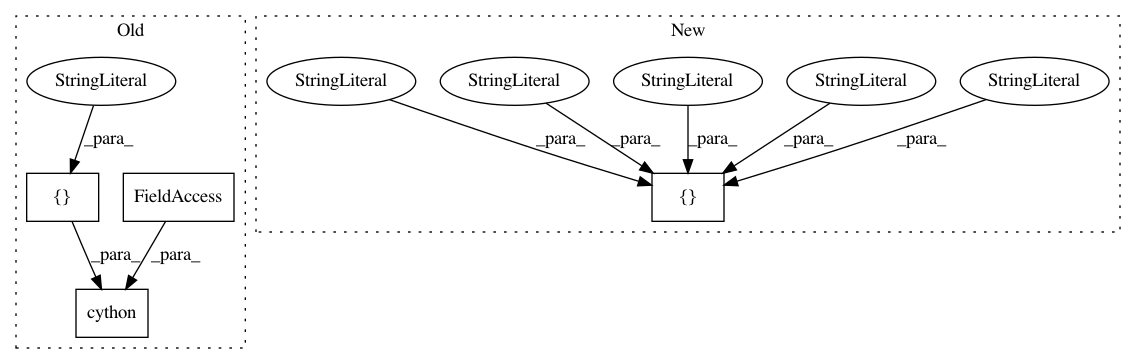 Old
New
StringLiteral
StringLiteral
StringLiteral
StringLiteral
StringLiteral
StringLiteral
_para_
_para_
_para_
_para_
_para_
_para_
{}
FieldAccess
{}
_para_
_para_
cython